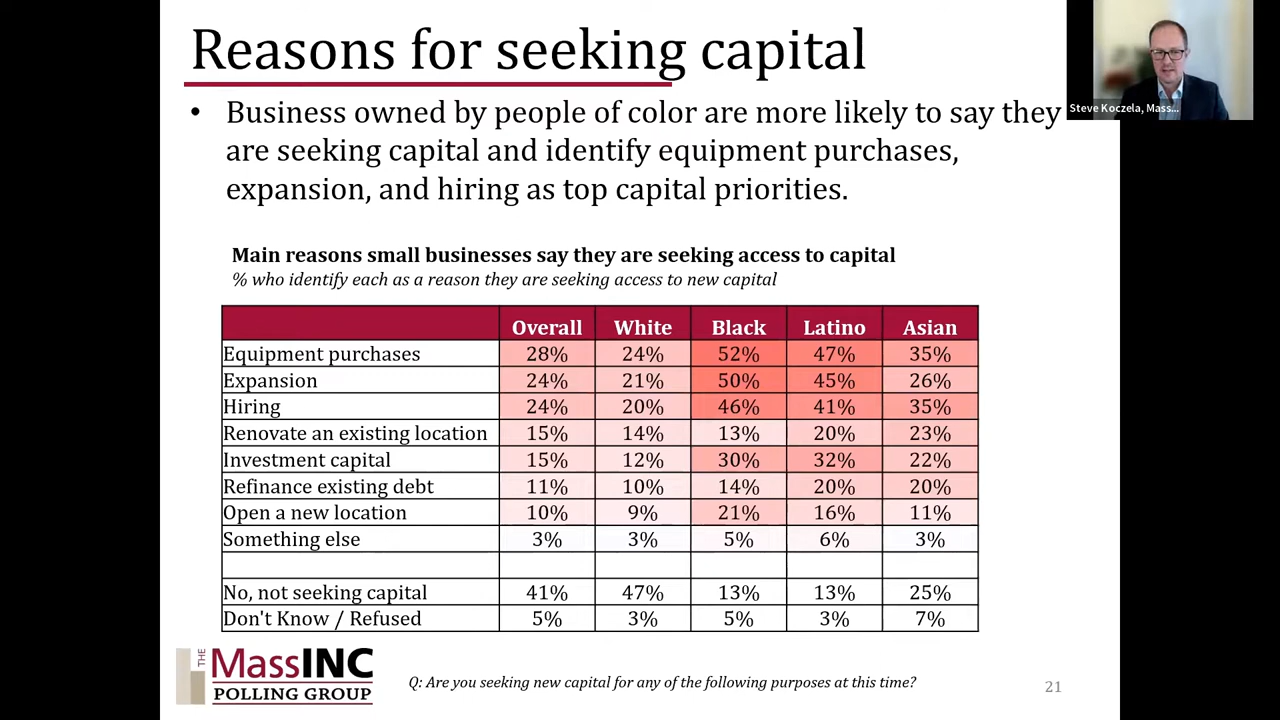 Reasons for seeking capital
Steve Koczela, Mass...
• Business owned by people of color are more likely to say they
are seeking capital and identify equipment purchases,
expansion, and hiring as top capital priorities.
Main reasons small businesses say they are seeking access to capital
% who identify each as a reason they are seeking access to new capital
Overall White Black Latino Asian
Equipment purchases 28% 24% 52% 47% 35%
Expansion 24% 21% 50% 45% 26%
Hiring 24% 20% 46% 41% 35%
Renovate an existing location 15% 14% 13% 20% 23%
Investment capital 15% 12% 30% 32% 22%
Refinance existing debt 11% 10% 14% 20% 20%
Open a new location 10% 9% 21% 16% 11%
Something else 3% 3% 5% 6% 3%
No, not seeking capital 41% 47% 13% 13% 25%
Don't Know / Refused 5% 3% 5% 3% 7%
THE MassINC
POLLING GROUP
Q: Are you seeking new capital for any of the following purposes at this time?
21